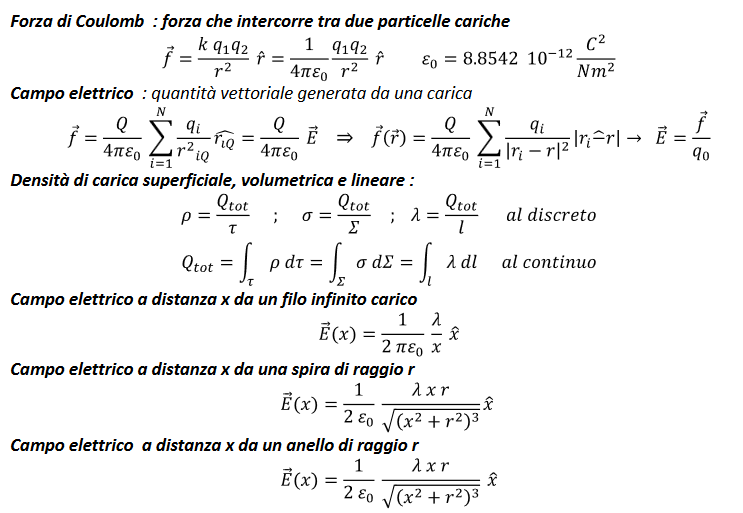 Forza di Coulomb : forza che intercorre tra due particelle cariche
$\vec{f} = \frac{k\ q_1 q_2}{r^2}\ \hat{r} = \frac{1}{4\pi\varepsilon_0} \frac{q_1 q_2}{r^2}\ \hat{r} \quad \varepsilon_0 = 8.8542\ 10^{-12} \frac{C^2}{Nm^2}$
Campo elettrico : quantità vettoriale generata da una carica
$\vec{f} = \frac{Q}{4\pi\varepsilon_0} \sum_{i=1}^{N} \frac{q_i}{{r^2}_{iQ}} \widehat{r_{iQ}} = \frac{Q}{4\pi\varepsilon_0}\ \vec{E} \ \Rightarrow\ \vec{f}(\vec{r}) = \frac{Q}{4\pi\varepsilon_0} \sum_{i=1}^{N} \frac{q_i}{|r_i - r|^2} |r_i \widehat{-} r| \rightarrow\ \vec{E} = \frac{\vec{f}}{q_0}$
Densità di carica superficiale, volumetrica e lineare :
$\rho = \frac{Q_{tot}}{\tau} \quad ; \quad \sigma = \frac{Q_{tot}}{\Sigma} \quad ; \quad \lambda = \frac{Q_{tot}}{l} \quad al\ discreto$
$Q_{tot} = \int_{\tau} \rho\ d\tau = \int_{\Sigma} \sigma\ d\Sigma = \int_{l} \lambda\ dl \quad al\ continuo$
Campo elettrico a distanza x da un filo infinito carico
$\vec{E}(x) = \frac{1}{2\ \pi\varepsilon_0} \frac{\lambda}{x}\ \hat{x}$
Campo elettrico a distanza x da una spira di raggio r
$\vec{E}(x) = \frac{1}{2\ \varepsilon_0} \frac{\lambda\ x\ r}{\sqrt{(x^2 + r^2)^3}} \hat{x}$
Campo elettrico a distanza x da un anello di raggio r
$\vec{E}(x) = \frac{1}{2\ \varepsilon_0} \frac{\lambda\ x\ r}{\sqrt{(x^2 + r^2)^3}}\ \hat{x}$